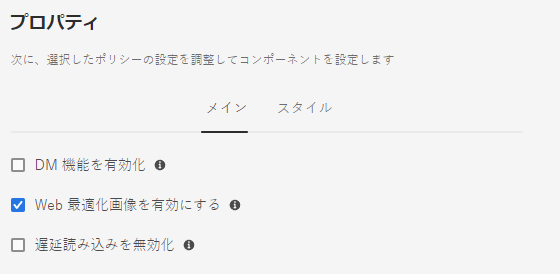 プロパティ
次に、選択したポリシーの設定を調整してコンポーネントを設定します
メイン スタイル
DM 機能を有効化
Web 最適化画像を有効にする
遅延読み込みを無効化